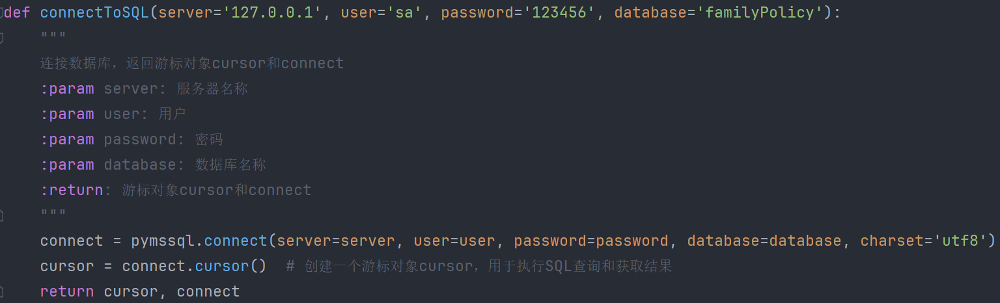 def connectToSQL(server='127.0.0.1', user='sa', password='123456', database='familyPolicy'):
    """
    连接数据库，返回游标对象cursor和connect
    :param server: 服务器名称
    :param user: 用户
    :param password: 密码
    :param database: 数据库名称
    :return: 游标对象cursor和connect
    """
    connect = pymssql.connect(server=server, user=user, password=password, database=database, charset='utf8')
    cursor = connect.cursor()  # 创建一个游标对象cursor，用于执行SQL查询和获取结果
    return cursor, connect